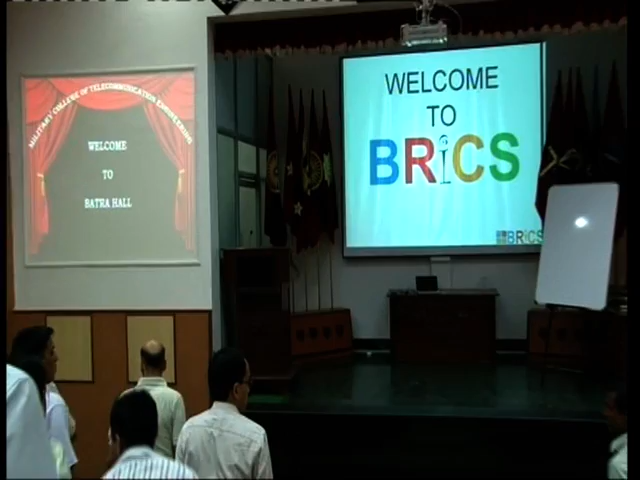 MILITARY COLLEGE OF TELECOMMUNICATION ENGINEERING
WELCOME
TO
BATRA HALL
WELCOME
TO
BRiCS
BRiCS